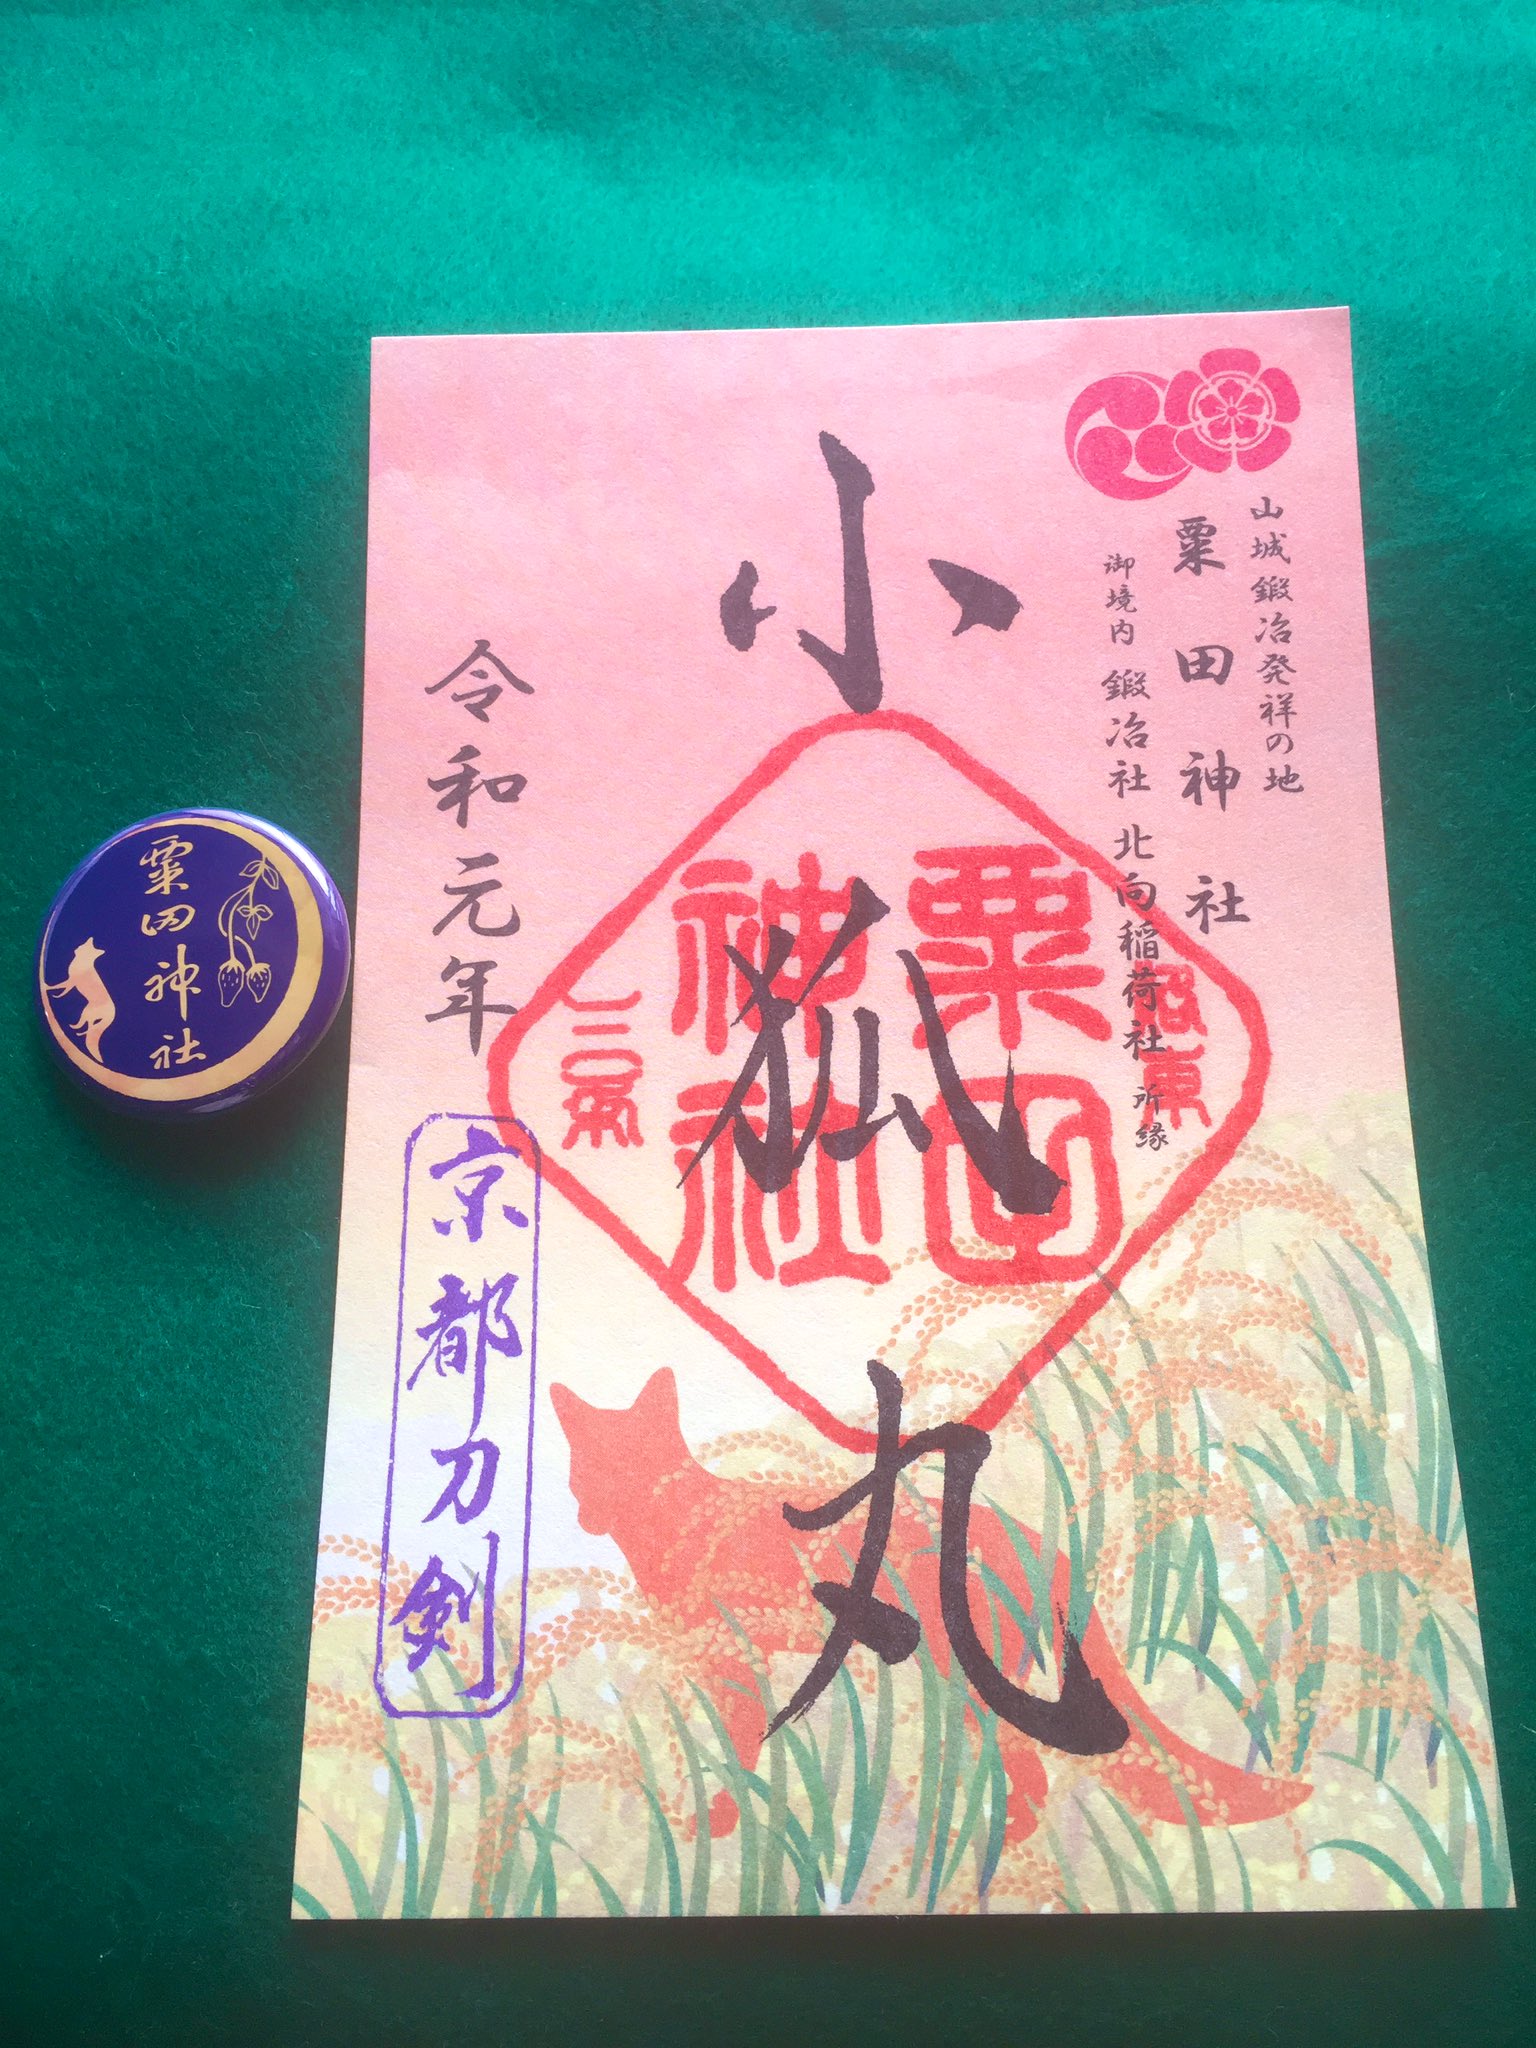 山城鍛冶発祥の地
粟田神社
御境内 鍛冶社 北向稲荷社 所縁
小狐丸
粟田
神社
令和元年
京都刀剣
粟田神社